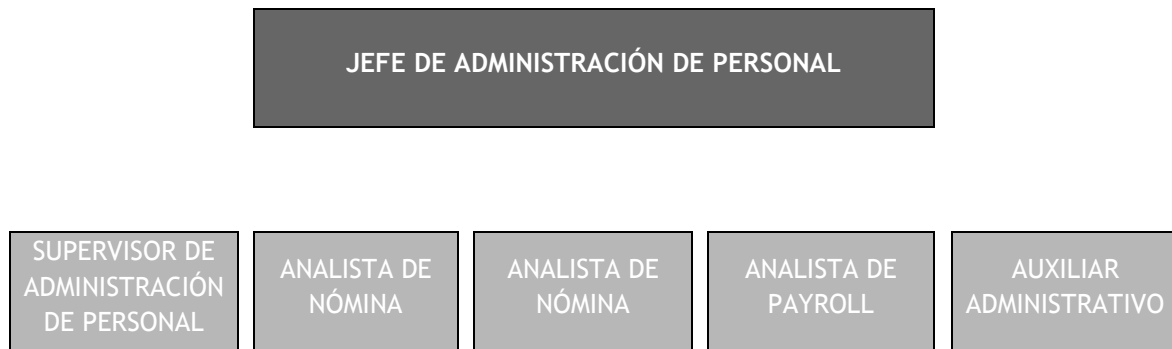 JEFE DE ADMINISTRACIÓN DE PERSONAL
SUPERVISOR DE
ADMINISTRACIÓN
DE PERSONAL
ANALISTA DE
NÓMINA
ANALISTA DE
NÓMINA
ANALISTA DE
PAYROLL
AUXILIAR
ADMINISTRATIVO